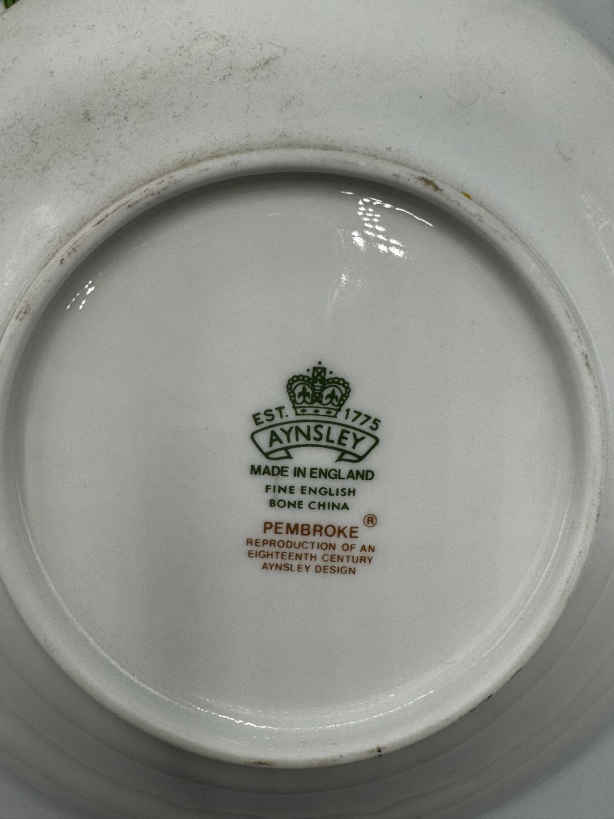 EST. 1775
AYNSLEY
MADE IN ENGLAND
FINE ENGLISH
BONE CHINA
PEMBROKE ®
REPRODUCTION OF AN
EIGHTEENTH CENTURY
AYNSLEY DESIGN